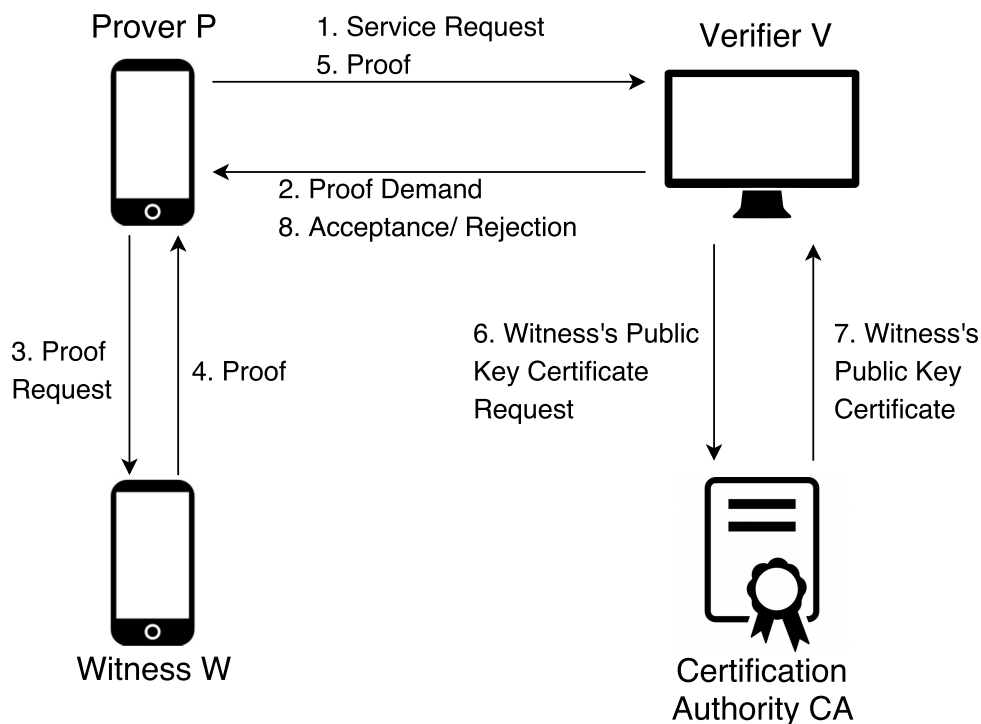 Prover P
1. Service Request
5. Proof
Verifier V
2. Proof Demand
8. Acceptance/ Rejection
3. Proof
Request
4. Proof
6. Witness's Public
Key Certificate
Request
7. Witness's
Public Key
Certificate
Witness W
Certification
Authority CA